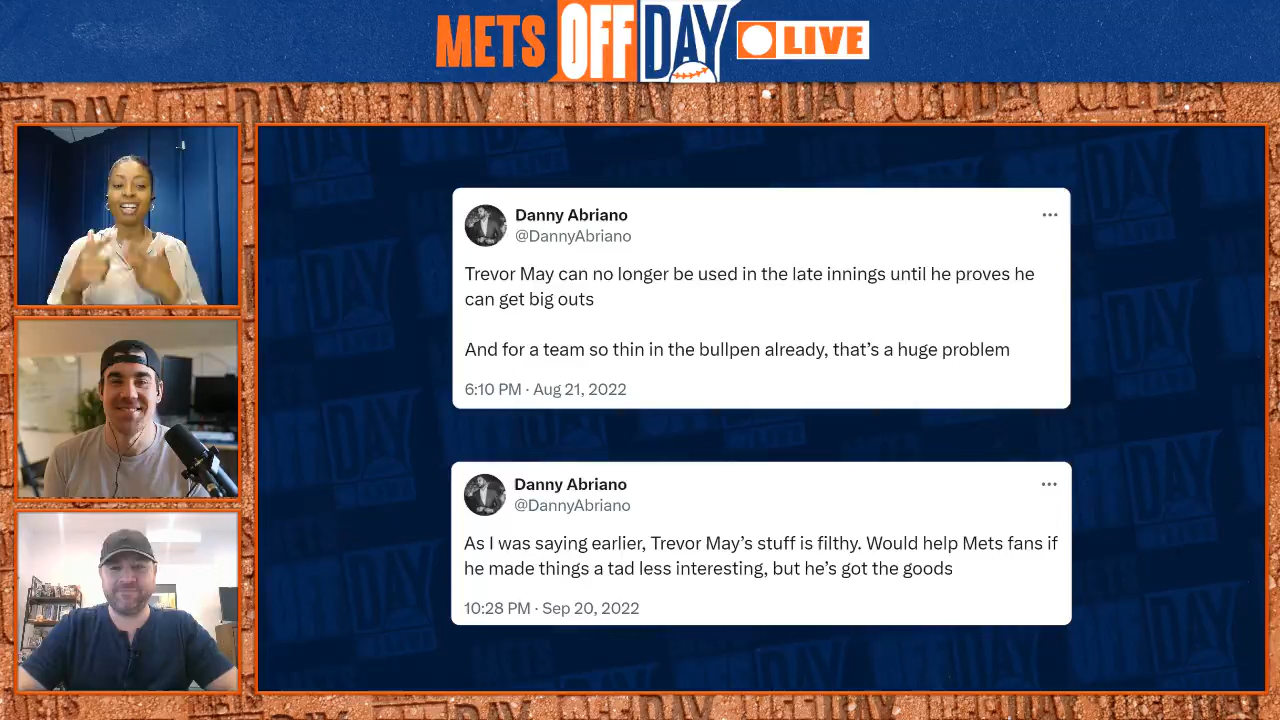 METS OFF DAY LIVE
Danny Abriano
@DannyAbriano
Trevor May can no longer be used in the late innings until he proves he
can get big outs
And for a team so thin in the bullpen already, that's a huge problem
6:10 PM · Aug 21, 2022
Danny Abriano
@DannyAbriano
As I was saying earlier, Trevor May's stuff is filthy. Would help Mets fans if
he made things a tad less interesting, but he's got the goods
10:28 PM · Sep 20, 2022